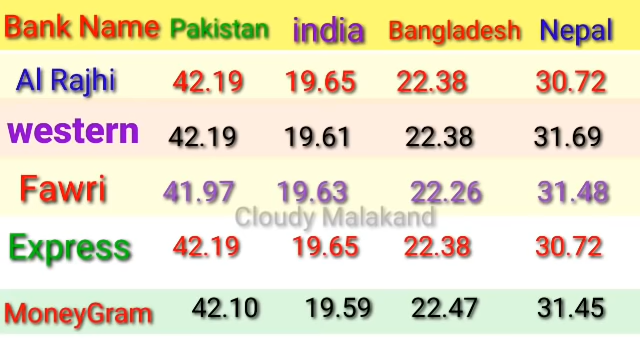 Bank Name Pakistan india Bangladesh Nepal
Al Rajhi 42.19 19.65 22.38 30.72
western 42.19 19.61 22.38 31.69
Fawri 41.97 19.63 22.26 31.48
Cloudy Malakand
Express 42.19 19.65 22.38 30.72
MoneyGram 42.10 19.59 22.47 31.45